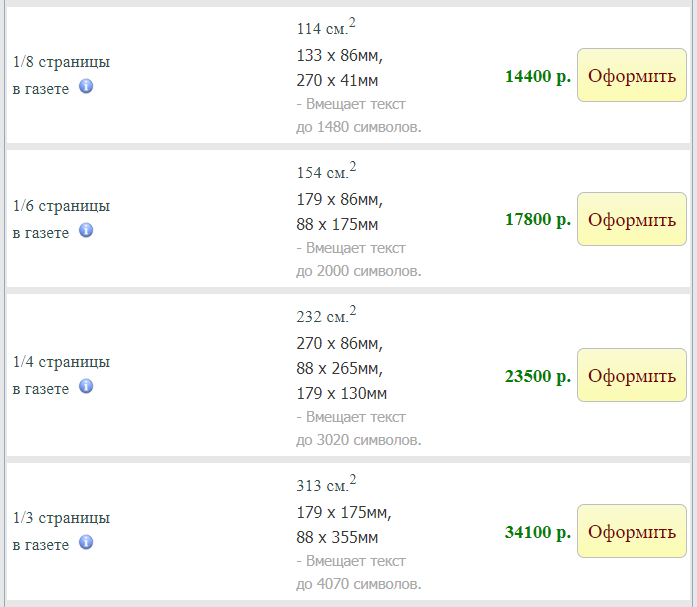 1/8 страницы
в газете
114 см.2
133 x 86мм,
270 x 41мм
- Вмещает текст
до 1480 символов.
14400 р.
Оформить
1/6 страницы
в газете
154 см.2
179 x 86мм,
88 x 175мм
- Вмещает текст
до 2000 символов.
17800 р.
Оформить
1/4 страницы
в газете
232 см.2
270 x 86мм,
88 x 265мм,
179 x 130мм
- Вмещает текст
до 3020 символов.
23500 р.
Оформить
1/3 страницы
в газете
313 см.2
179 x 175мм,
88 x 355мм
- Вмещает текст
до 4070 символов.
34100 р.
Оформить